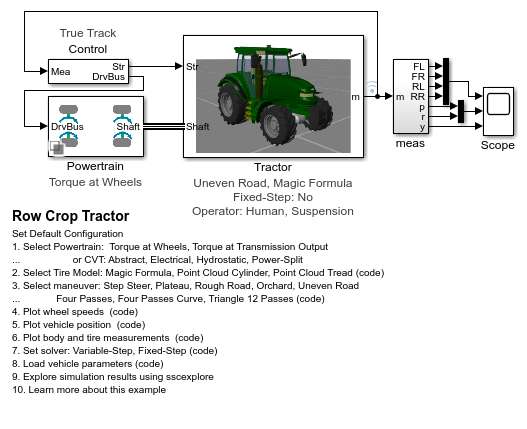 True Track
Control
Mea
Str
DrvBus
DrvBus
Shaft
Powertrain
Torque at Wheels
Str
Shaft
m
Tractor
Uneven Road, Magic Formula
Fixed-Step: No
Operator: Human, Suspension
m
FL
FR
RL
RR
p
r
y
meas
Scope
Row Crop Tractor
Set Default Configuration
1. Select Powertrain: Torque at Wheels, Torque at Transmission Output
... or CVT: Abstract, Electrical, Hydrostatic, Power-Split
2. Select Tire Model: Magic Formula, Point Cloud Cylinder, Point Cloud Tread (code)
3. Select maneuver: Step Steer, Plateau, Rough Road, Orchard, Uneven Road
... Four Passes, Four Passes Curve, Triangle 12 Passes (code)
4. Plot wheel speeds (code)
5. Plot vehicle position (code)
6. Plot body and tire measurements (code)
7. Set solver: Variable-Step, Fixed-Step (code)
8. Load vehicle parameters (code)
9. Explore simulation results using sscexplore
10. Learn more about this example